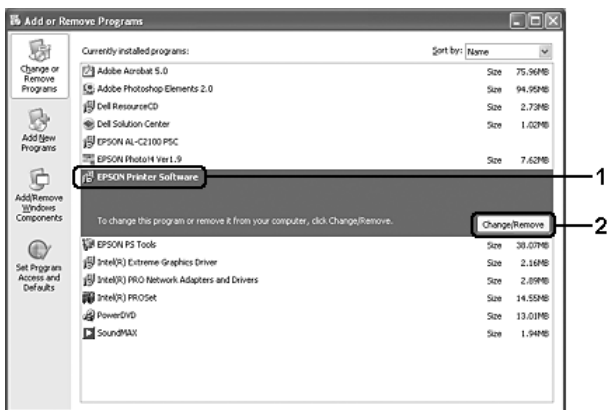 Add or Remove Programs
Change or
Remove
Programs
Add New
Programs
Add/Remove
Windows
Components
Set Program
Access and
Defaults
Currently installed programs:
Sort by: Name
Adobe Acrobat 5.0 Size 75.96MB
Adobe Photoshop Elements 2.0 Size 94.95MB
Dell ResourceCD Size 2.73MB
Dell Solution Center Size 1.02MB
EPSON AL-C2100 PSC
EPSON Photo!4 Ver1.9 Size 7.62MB
EPSON Printer Software 1
To change this program or remove it from your computer, click Change/Remove.
Change/Remove 2
EPSON PS Tools Size 38.07MB
Intel(R) Extreme Graphics Driver Size 2.16MB
Intel(R) PRO Network Adapters and Drivers Size 2.89MB
Intel(R) PROSet Size 14.55MB
PowerDVD Size 13.01MB
SoundMAX Size 1.94MB